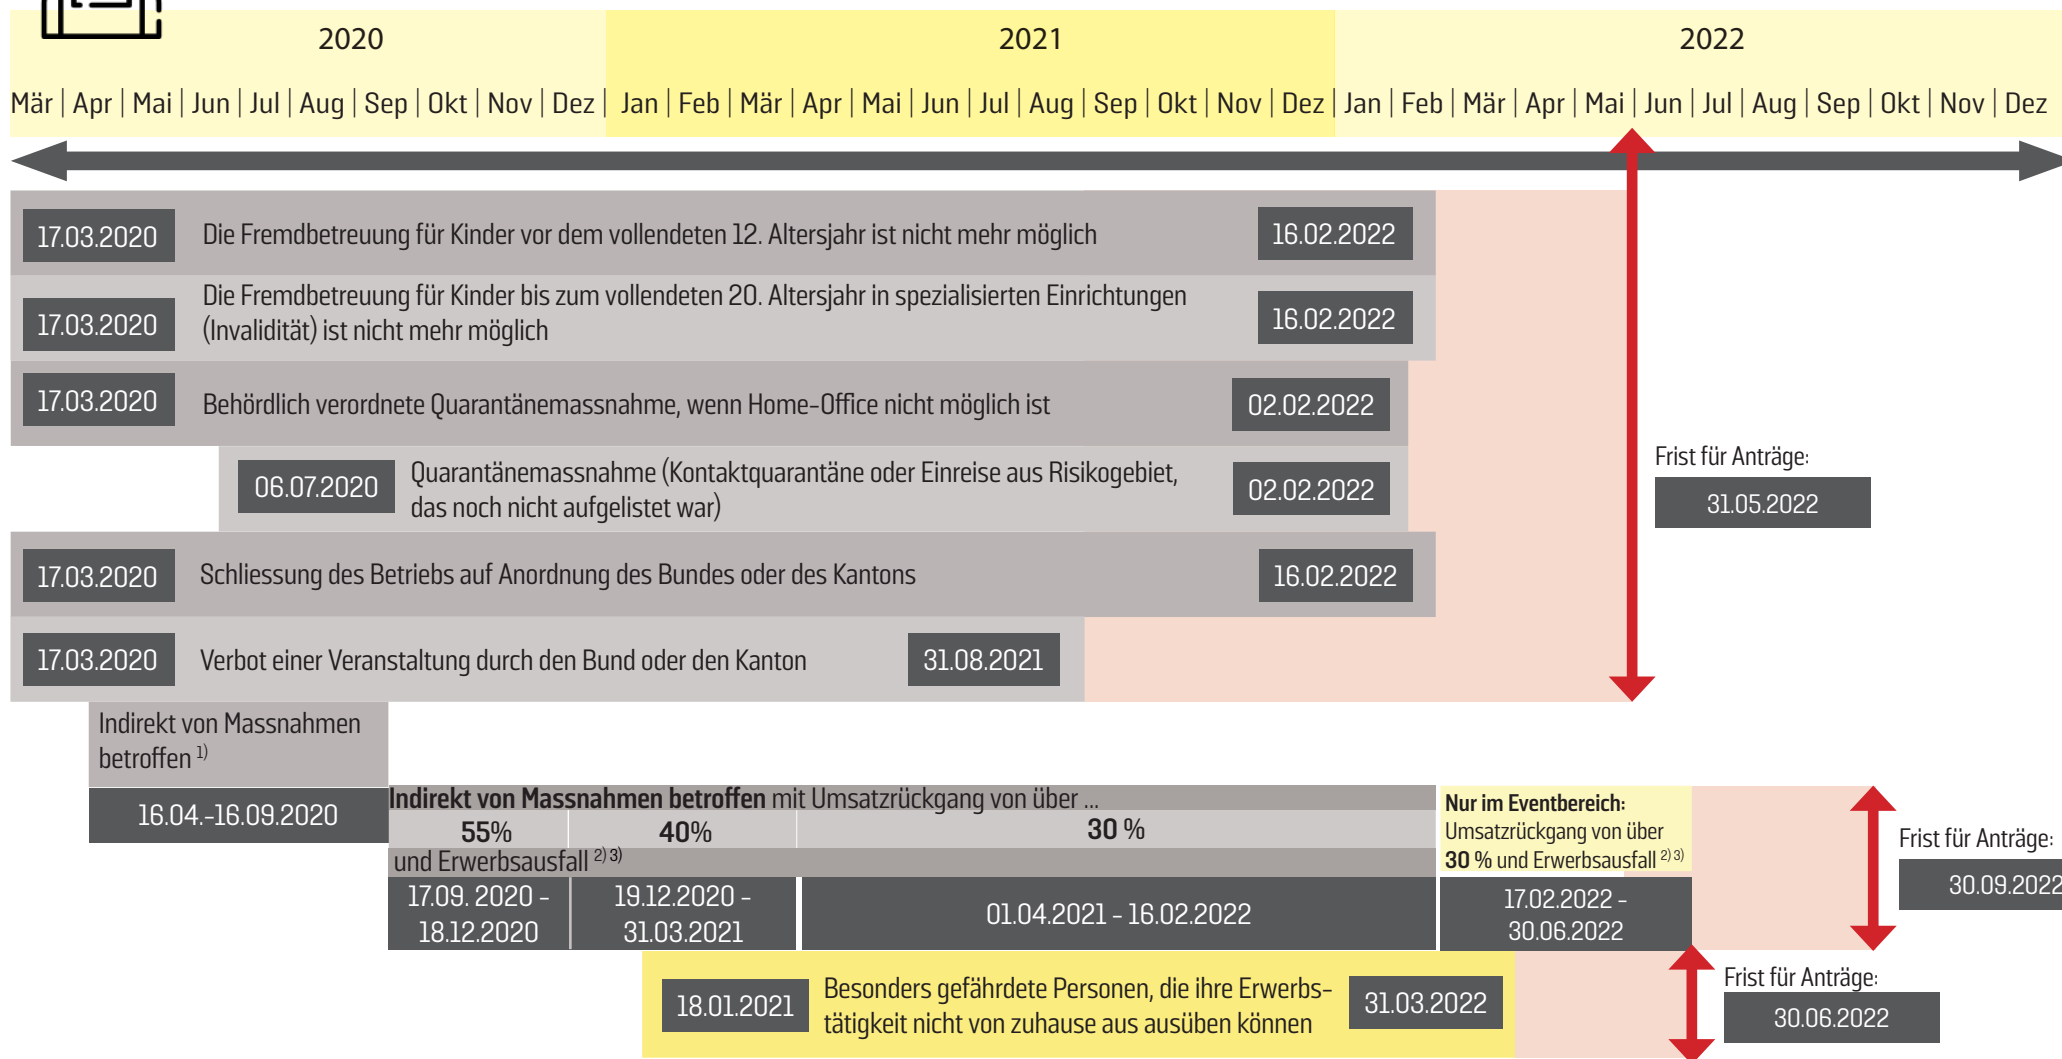 2020
2021
2022
Mär | Apr | Mai | Jun | Jul | Aug | Sep | Okt | Nov | Dez | Jan | Feb | Mär | Apr | Mai | Jun | Jul | Aug | Sep | Okt | Nov | Dez | Jan | Feb | Mär | Apr | Mai | Jun | Jul | Aug | Sep | Okt | Nov | Dez
17.03.2020
Die Fremdbetreuung für Kinder vor dem vollendeten 12. Altersjahr ist nicht mehr möglich
16.02.2022
17.03.2020
Die Fremdbetreuung für Kinder bis zum vollendeten 20. Altersjahr in spezialisierten Einrichtungen
(Invalidität) ist nicht mehr möglich
16.02.2022
17.03.2020
Behördlich verordnete Quarantänemassnahme, wenn Home-Office nicht möglich ist
02.02.2022
06.07.2020
Quarantänemassnahme (Kontaktquarantäne oder Einreise aus Risikogebiet,
das noch nicht aufgelistet war)
02.02.2022
Frist für Anträge:
31.05.2022
17.03.2020
Schliessung des Betriebs auf Anordnung des Bundes oder des Kantons
16.02.2022
17.03.2020
Verbot einer Veranstaltung durch den Bund oder den Kanton
31.08.2021
Indirekt von Massnahmen
betroffen 1)
16.04.-16.09.2020
Indirekt von Massnahmen betroffen mit Umsatzrückgang von über ...
55%
40%
30 %
und Erwerbsausfall 2) 3)
17.09. 2020 -
18.12.2020
19.12.2020 -
31.03.2021
01.04.2021 - 16.02.2022
Nur im Eventbereich:
Umsatzrückgang von über
30 % und Erwerbsausfall 2) 3)
17.02.2022 -
30.06.2022
Frist für Anträge:
30.09.2022
18.01.2021
Besonders gefährdete Personen, die ihre Erwerbs-
tätigkeit nicht von zuhause aus ausüben können
31.03.2022
Frist für Anträge:
30.06.2022